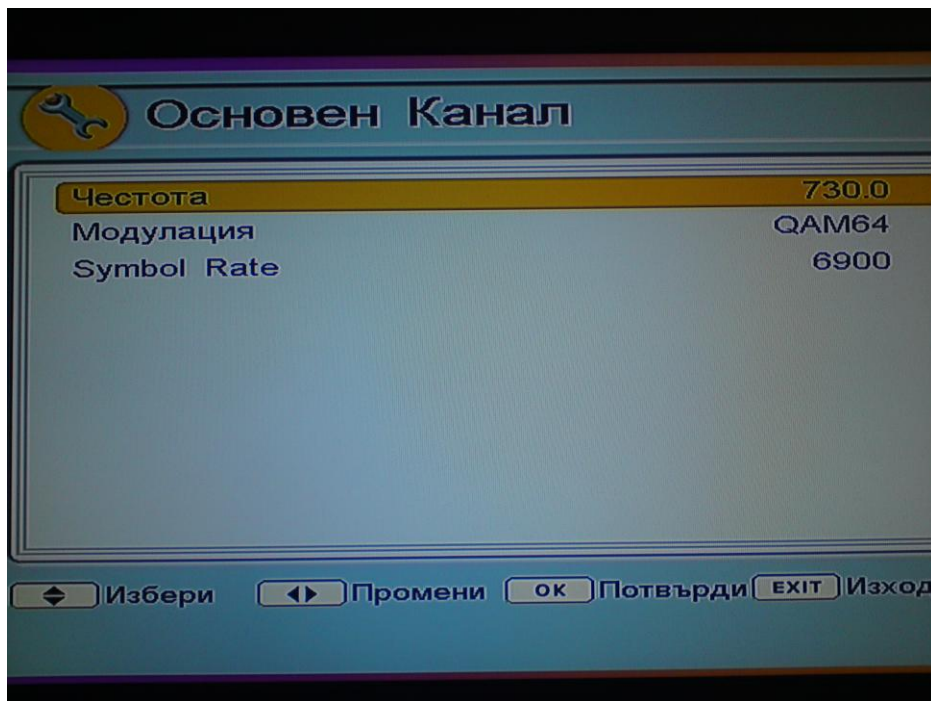 Основен Канал
Честота 730.0
Модулация QAM64
Symbol Rate 6900
Избери Промени OK Потвърди EXIT Изход